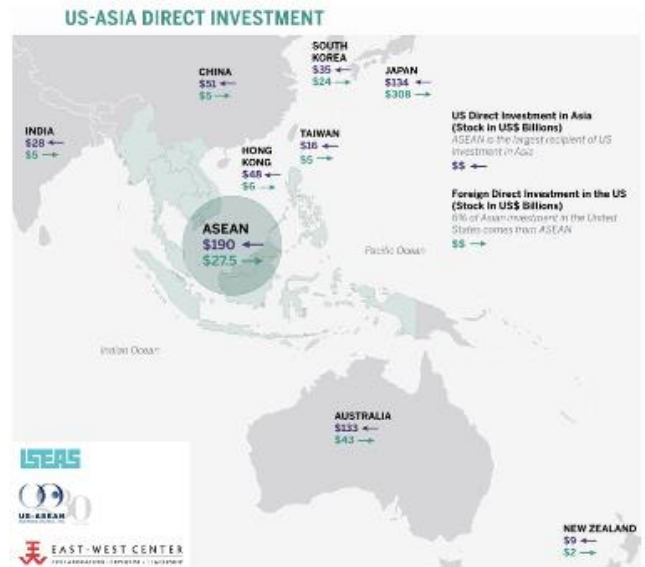 US-ASIA DIRECT INVESTMENT
SOUTH
KOREA
$35 ←
$24 →
CHINA
$51 ←
$5 →
JAPAN
$134 ←
$308 →
INDIA
$28 ←
$5 →
TAIWAN
$16 ←
$5 →
HONG
KONG
$48 ←
$6 →
US Direct Investment in Asia
(Stock in US$ Billions)
ASEAN is the largest recipient of US
Investment in Asia
$$ ←
Foreign Direct Investment in the US
(Stock In US$ Billions)
6% of Asian investment in the United
States comes from ASEAN
$$ →
ASEAN
$190 ←
$27.5 →
Pacific Ocean
Indian Ocean
AUSTRALIA
$133 ←
$43 →
ISEAS
US-ASEAN
EAST-WEST CENTER
NEW ZEALAND
$9 ←
$2 →